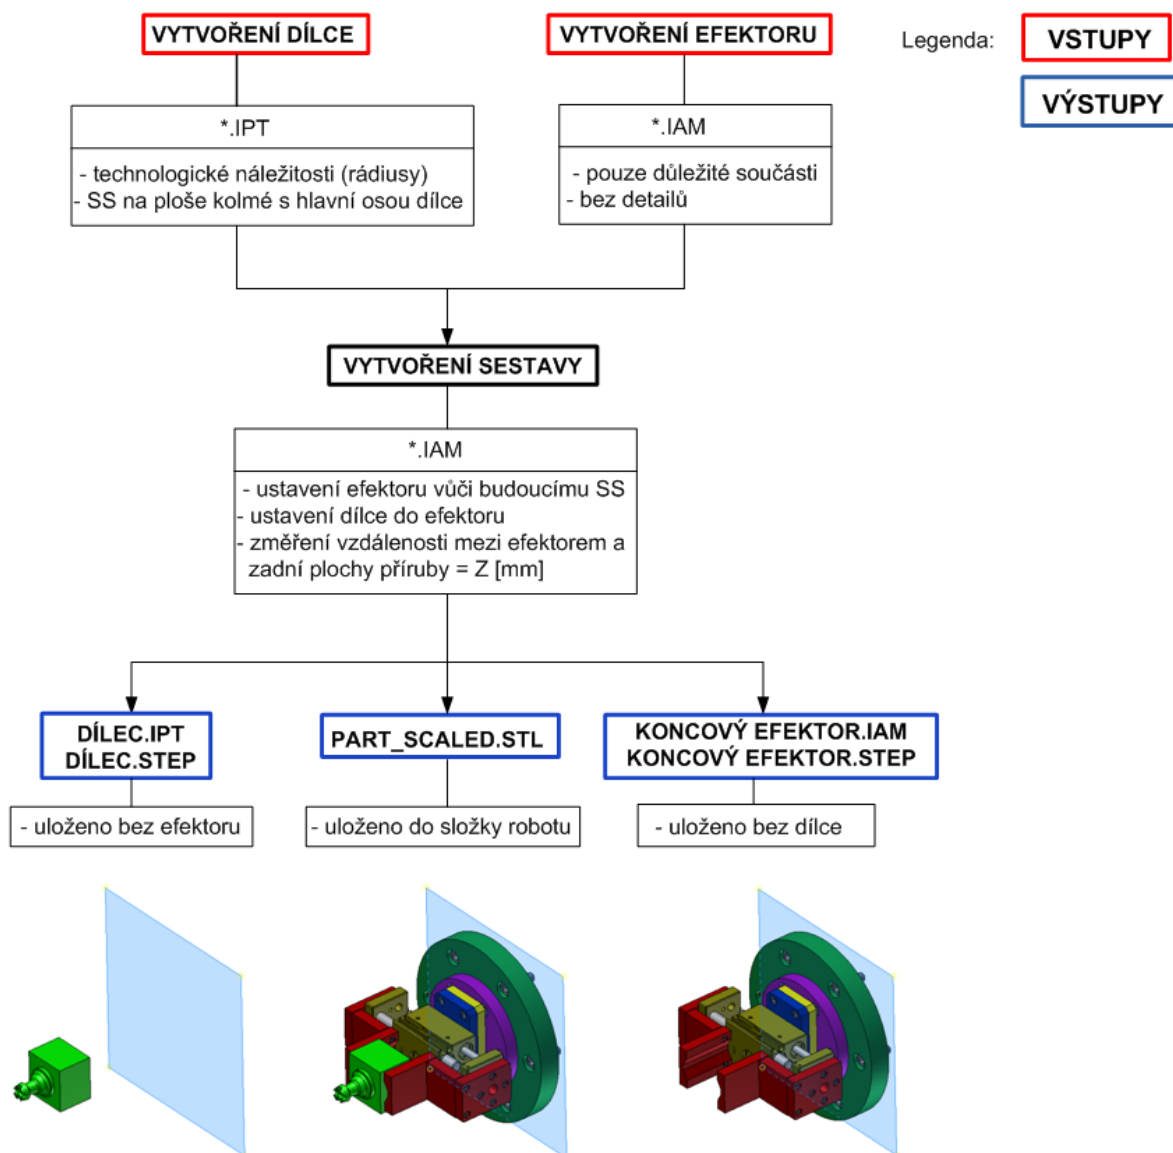 VYTVOŘENÍ DÍLCE
VYTVOŘENÍ EFEKTORU
Legenda:
VSTUPY
VÝSTUPY
*.IPT
- technologické náležitosti (rádiusy)
- SS na ploše kolmé s hlavní osou dílce
*.IAM
- pouze důležité součásti
- bez detailů
VYTVOŘENÍ SESTAVY
*.IAM
- ustavení efektoru vůči budoucímu SS
- ustavení dílce do efektoru
- změření vzdálenosti mezi efektorem a
zadní plochy příruby = Z [mm]
DÍLEC.IPT
DÍLEC.STEP
PART_SCALED.STL
KONCOVÝ EFEKTOR.IAM
KONCOVÝ EFEKTOR.STEP
- uloženo bez efektoru
- uloženo do složky robotu
- uloženo bez dílce